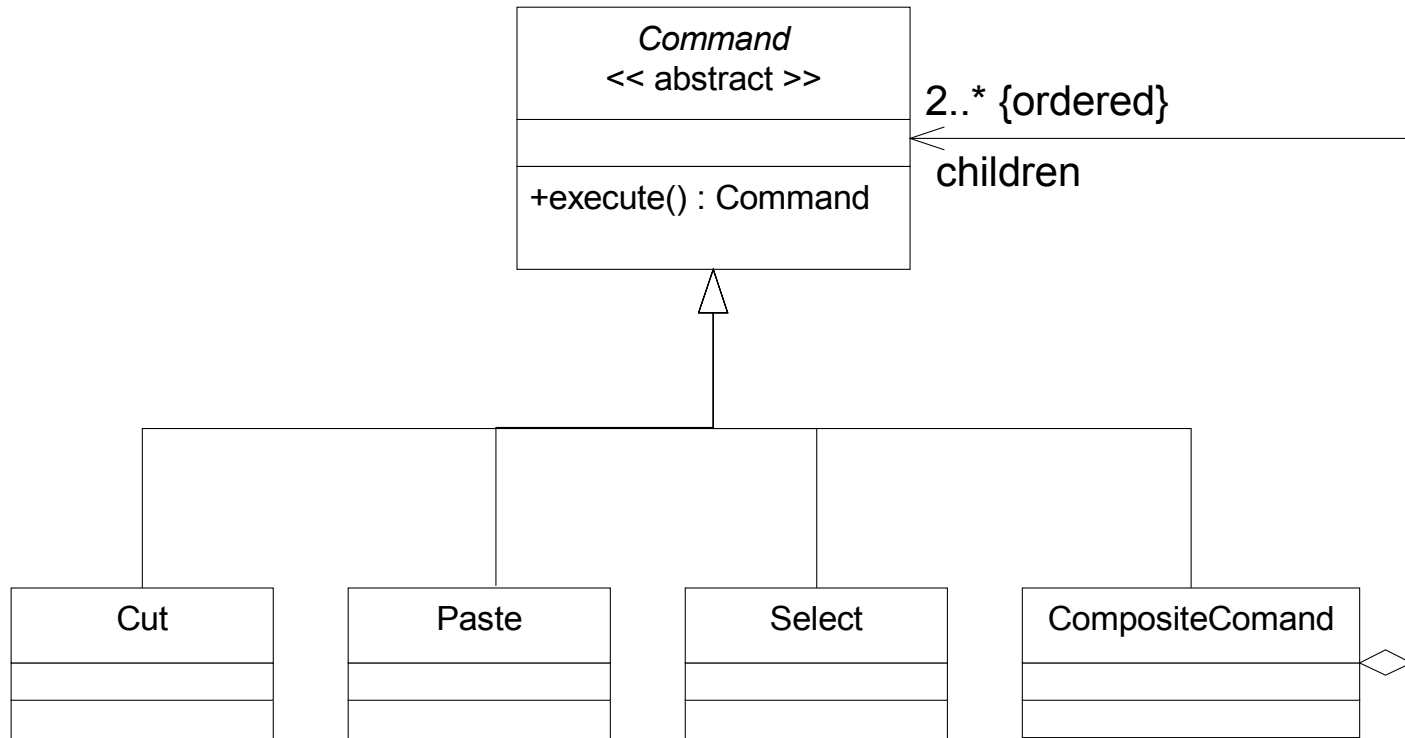 Command
<< abstract >>
2..* {ordered}
children
+execute() : Command
Cut
Paste
Select
CompositeComand